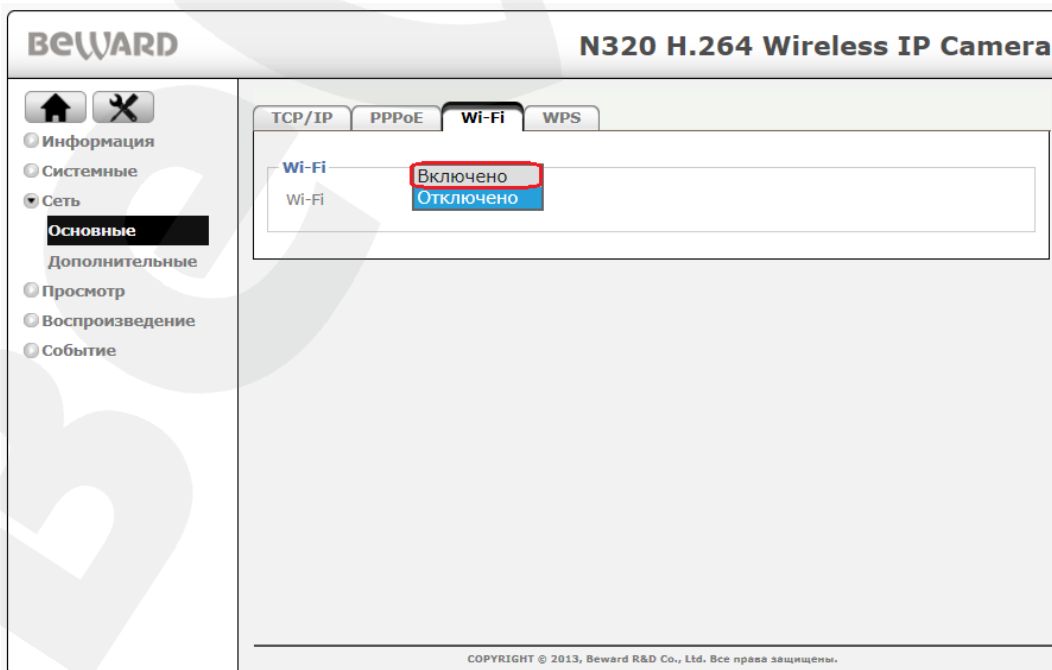 BEWARD
N320 H.264 Wireless IP Camera
TCP/IP PPPoE Wi-Fi WPS
Информация
Системные
Сеть
Основные
Дополнительные
Просмотр
Воспроизведение
Событие
Wi-Fi
Wi-Fi
Включено
Отключено
COPYRIGHT © 2013, Beward R&D Co., Ltd. Все права защищены.